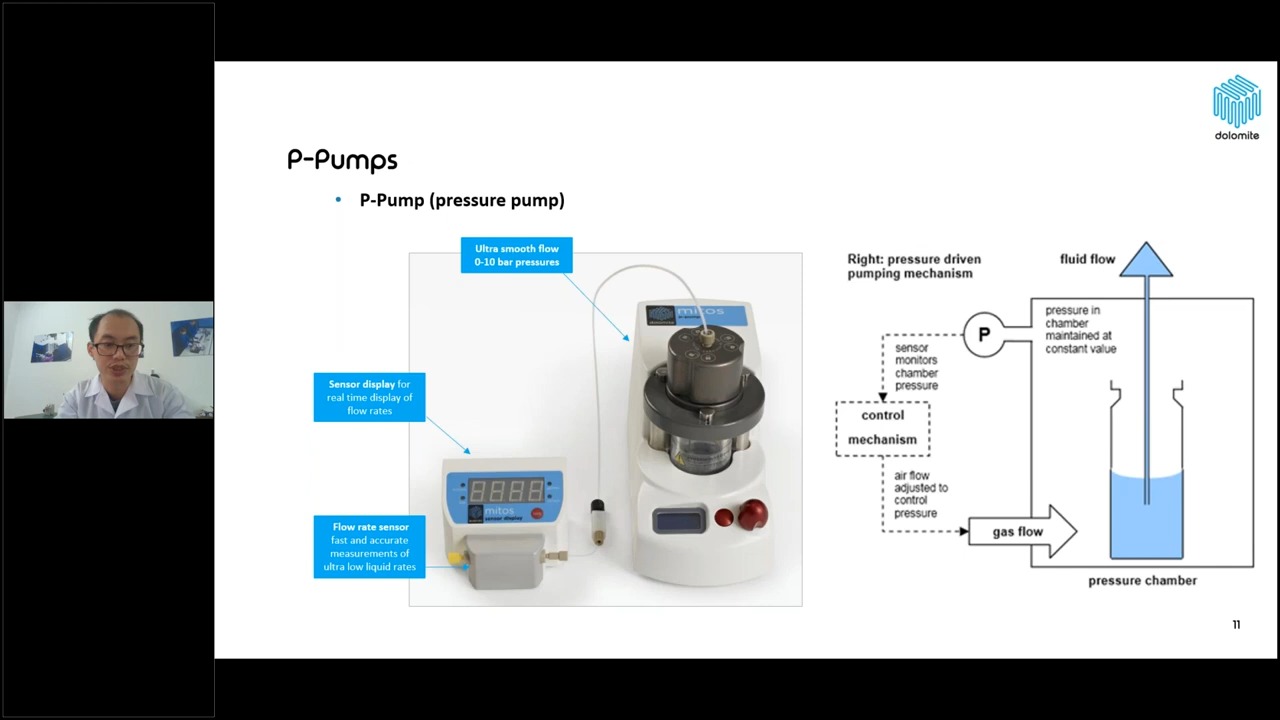 dolomite
P-Pumps
• P-Pump (pressure pump)
Ultra smooth flow
0-10 bar pressures
Sensor display for
real time display of
flow rates
Flow rate sensor
fast and accurate
measurements of
ultra low liquid rates
dolomite
mitos
mitos
sensor display
Right: pressure driven
pumping mechanism
fluid flow
P
pressure in
chamber
maintained at
constant value
sensor
monitors
chamber
pressure
control
mechanism
air flow
adjusted to
control
pressure
gas flow
pressure chamber
11